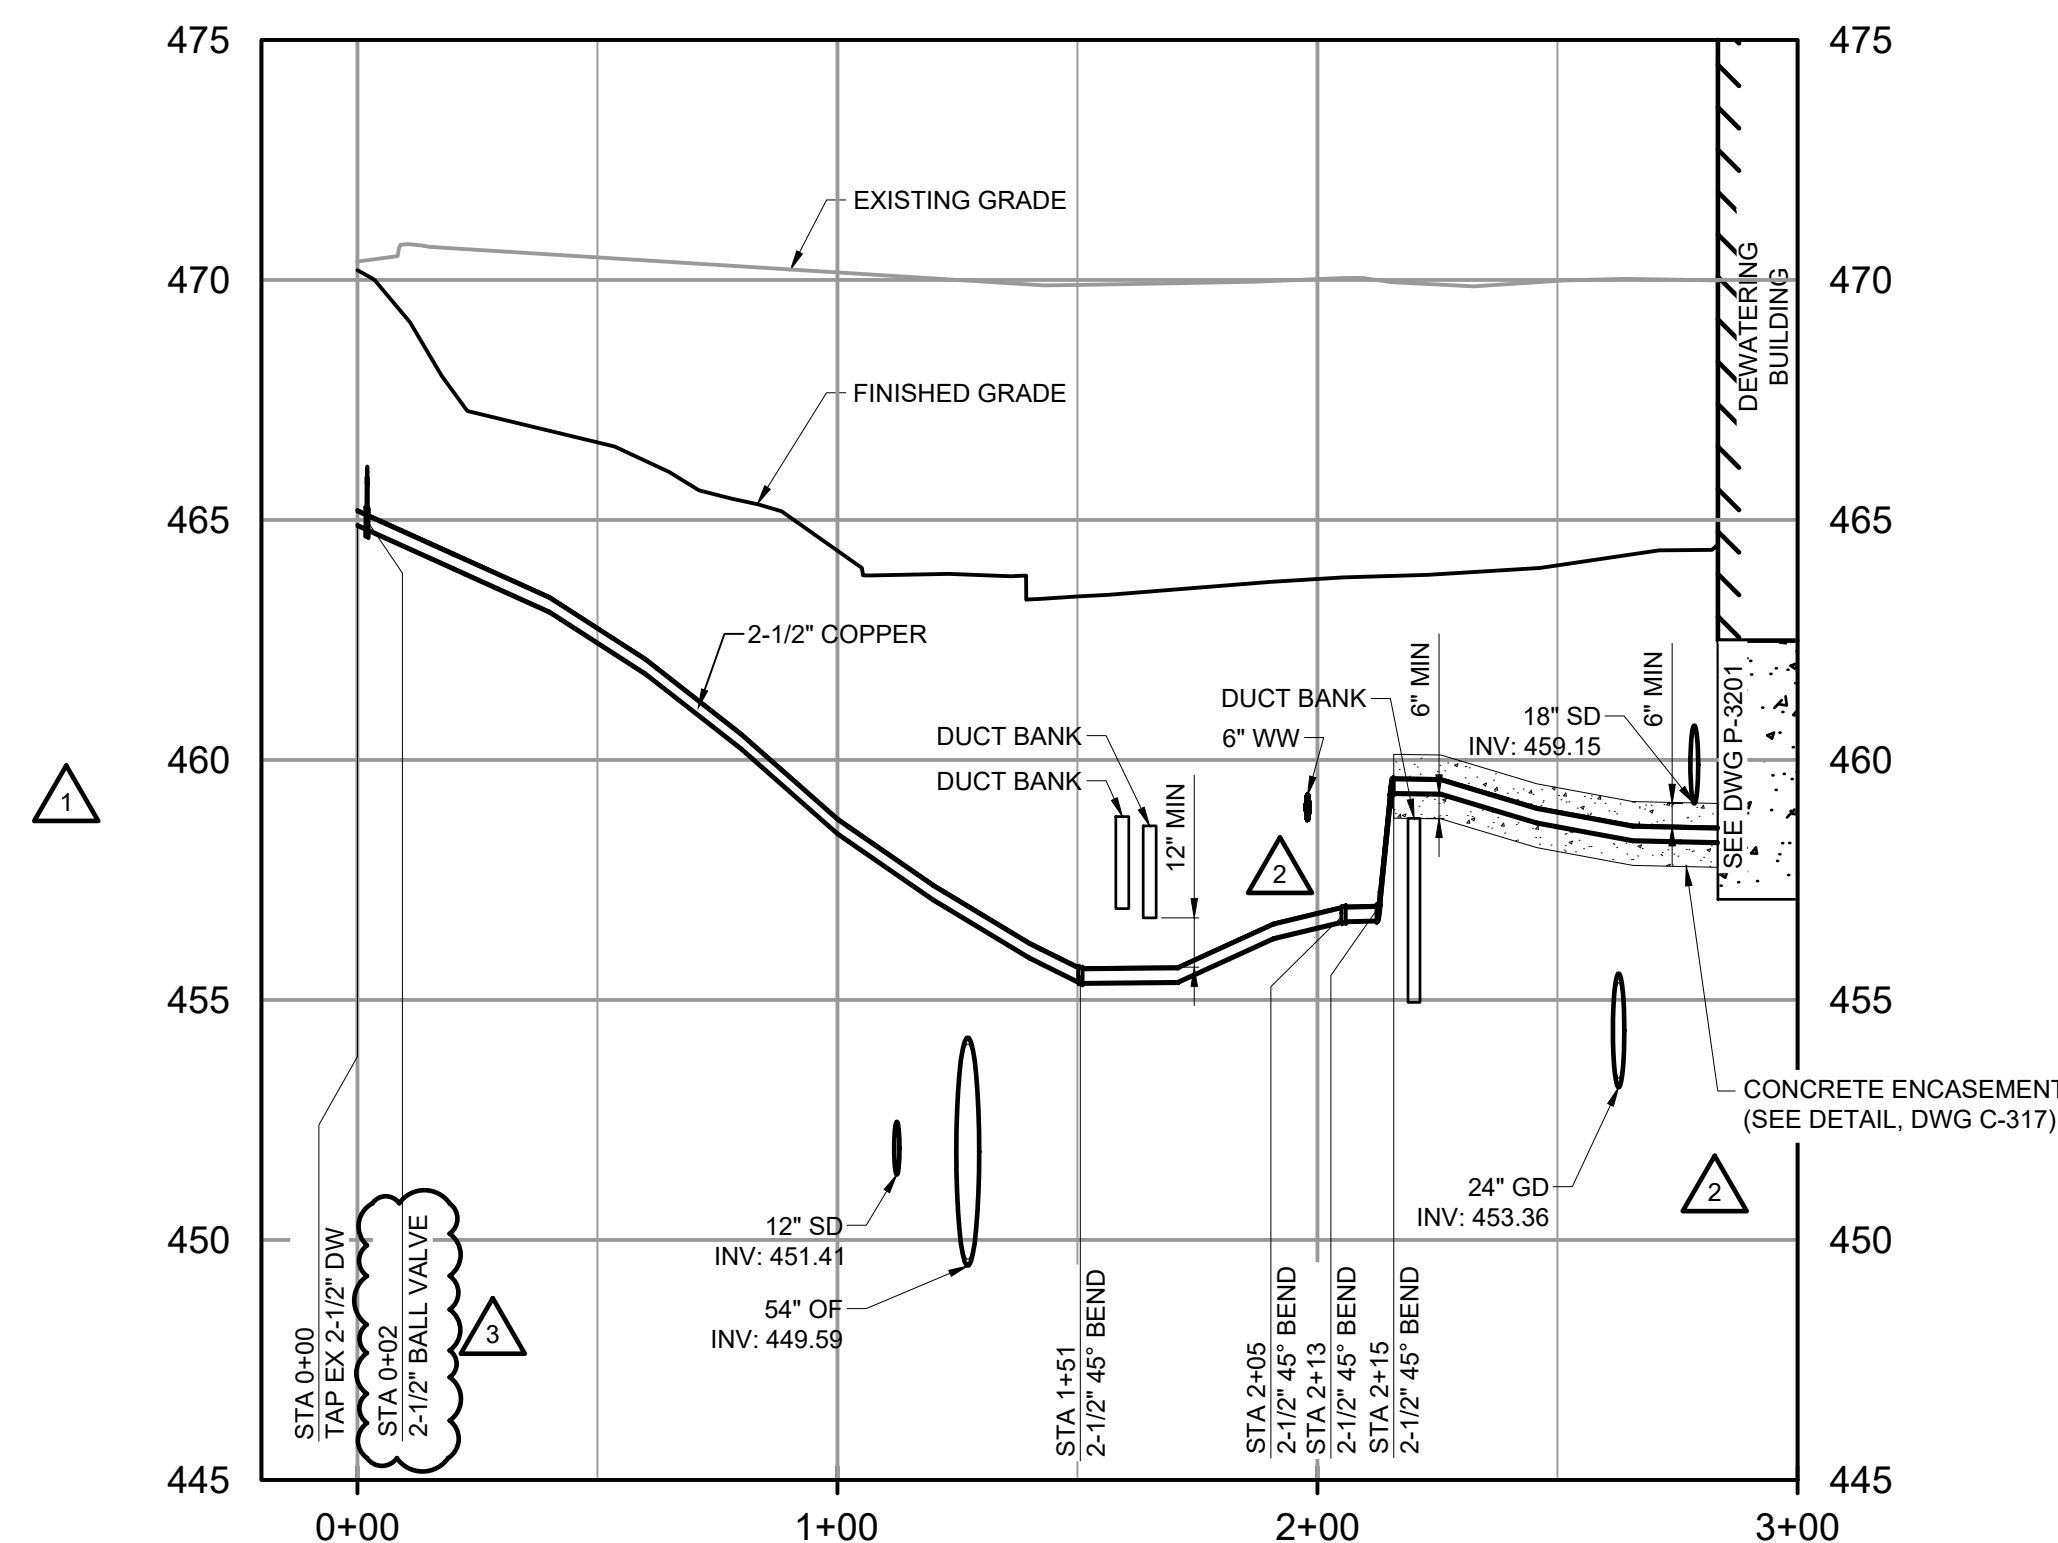 475
475
EXISTING GRADE
470
470
DEWATERING
BUILDING
FINISHED GRADE
465
465
2-1/2" COPPER
6" MIN
6" MIN
SEE DWG P-3201
DUCT BANK
18" SD
INV: 459.15
DUCT BANK
6" WW
460
460
DUCT BANK
1
12" MIN
2
455
455
CONCRETE ENCASEMENT
(SEE DETAIL, DWG C-317)
24" GD
INV: 453.36
2
12" SD
INV: 451.41
450
450
54" OF
INV: 449.59
STA 0+00
TAP EX 2-1/2" DW
STA 0+02
2-1/2" BALL VALVE
3
STA 1+51
2-1/2" 45° BEND
STA 2+05
2-1/2" 45° BEND
STA 2+13
2-1/2" 45° BEND
STA 2+15
2-1/2" 45° BEND
445
445
0+00
1+00
2+00
3+00